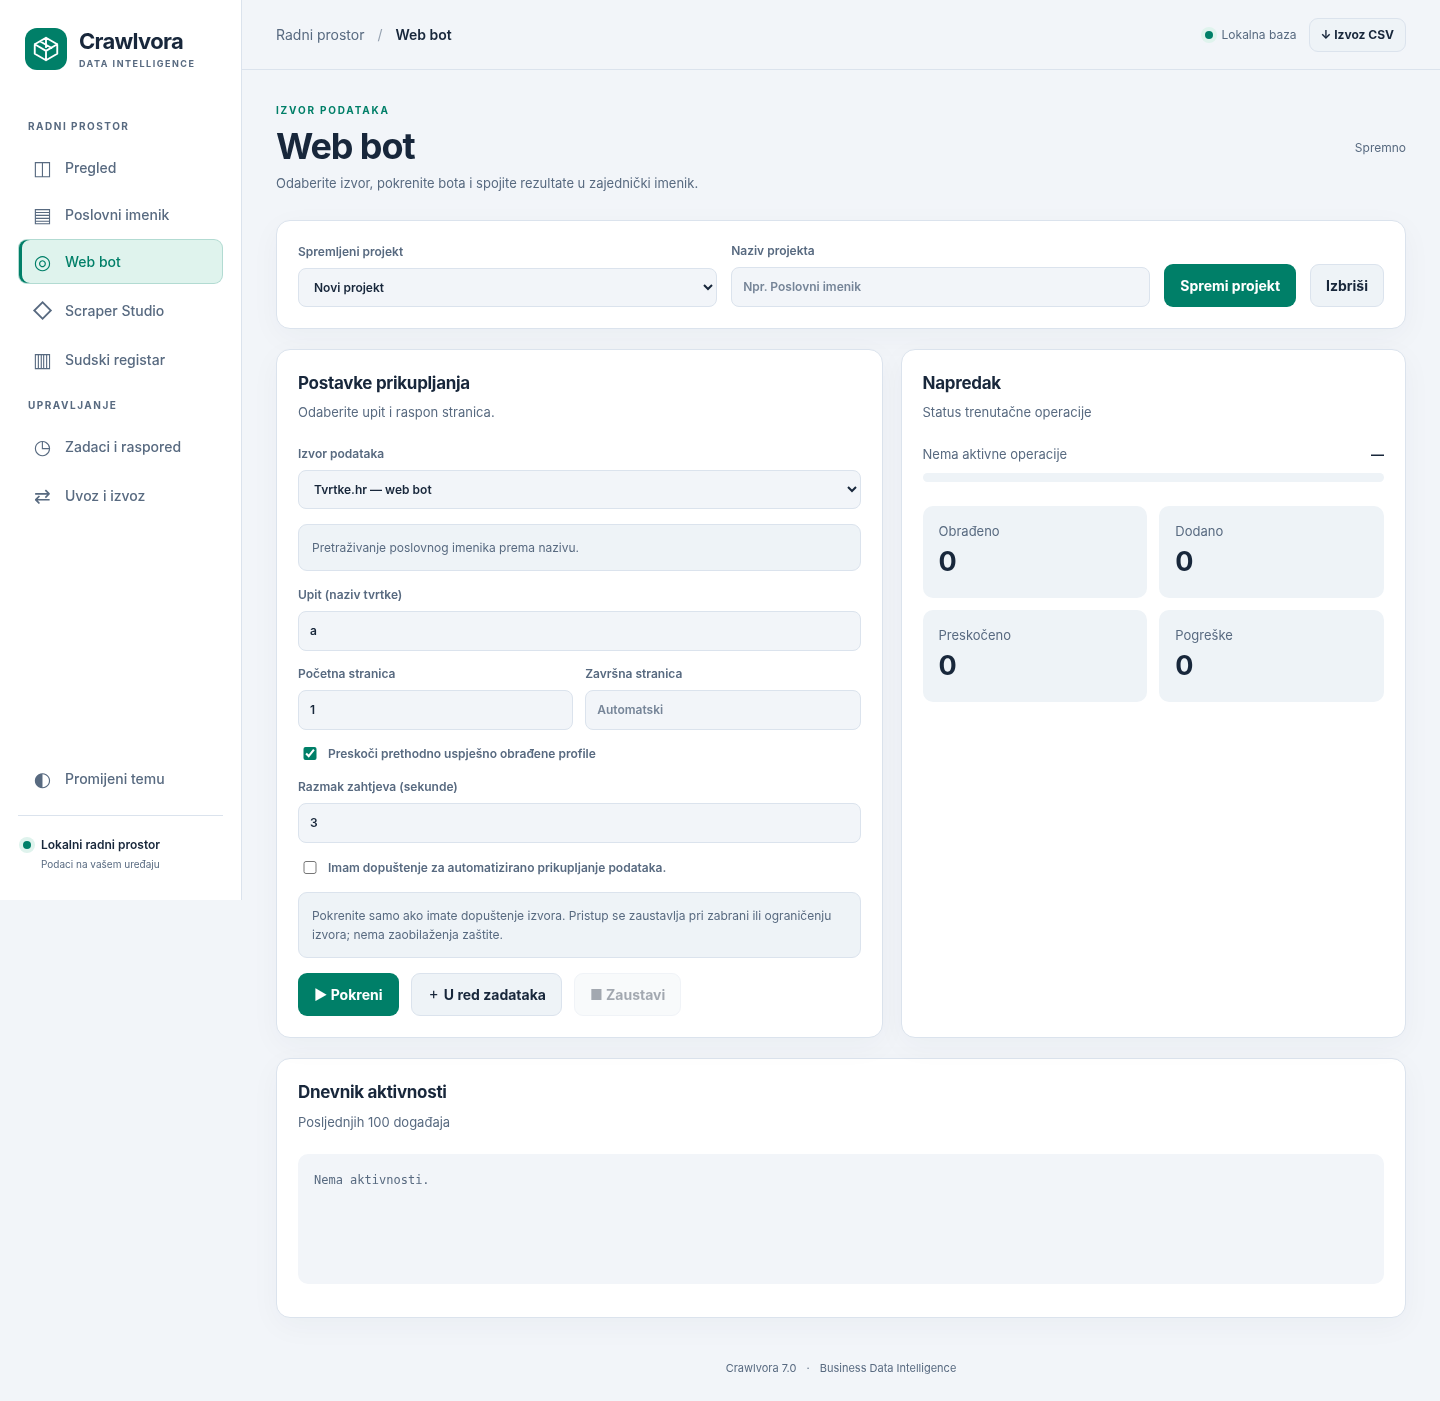 Crawlvora
DATA INTELLIGENCE
RADNI PROSTOR
Pregled
Poslovni imenik
Web bot
Scraper Studio
Sudski registar
UPRAVLJANJE
Zadaci i raspored
Uvoz i izvoz
Promijeni temu
Lokalni radni prostor
Podaci na vašem uređaju
Radni prostor / Web bot
Lokalna baza
↓ Izvoz CSV
IZVOR PODATAKA
Web bot
Spremno
Odaberite izvor, pokrenite bota i spojite rezultate u zajednički imenik.
Spremljeni projekt
Novi projekt
Naziv projekta
Npr. Poslovni imenik
Spremi projekt
Izbriši
Postavke prikupljanja
Odaberite upit i raspon stranica.
Izvor podataka
Tvrtke.hr — web bot
Pretraživanje poslovnog imenika prema nazivu.
Upit (naziv tvrtke)
a
Početna stranica
1
Završna stranica
Automatski
Preskoči prethodno uspješno obrađene profile
Razmak zahtjeva (sekunde)
3
Imam dopuštenje za automatizirano prikupljanje podataka.
Pokrenite samo ako imate dopuštenje izvora. Pristup se zaustavlja pri zabrani ili ograničenju
izvora; nema zaobilaženja zaštite.
▶ Pokreni
+ U red zadataka
■ Zaustavi
Napredak
Status trenutačne operacije
Nema aktivne operacije —
Obrađeno
0
Dodano
0
Preskočeno
0
Pogreške
0
Dnevnik aktivnosti
Posljednjih 100 događaja
Nema aktivnosti.
Crawlvora 7.0 · Business Data Intelligence